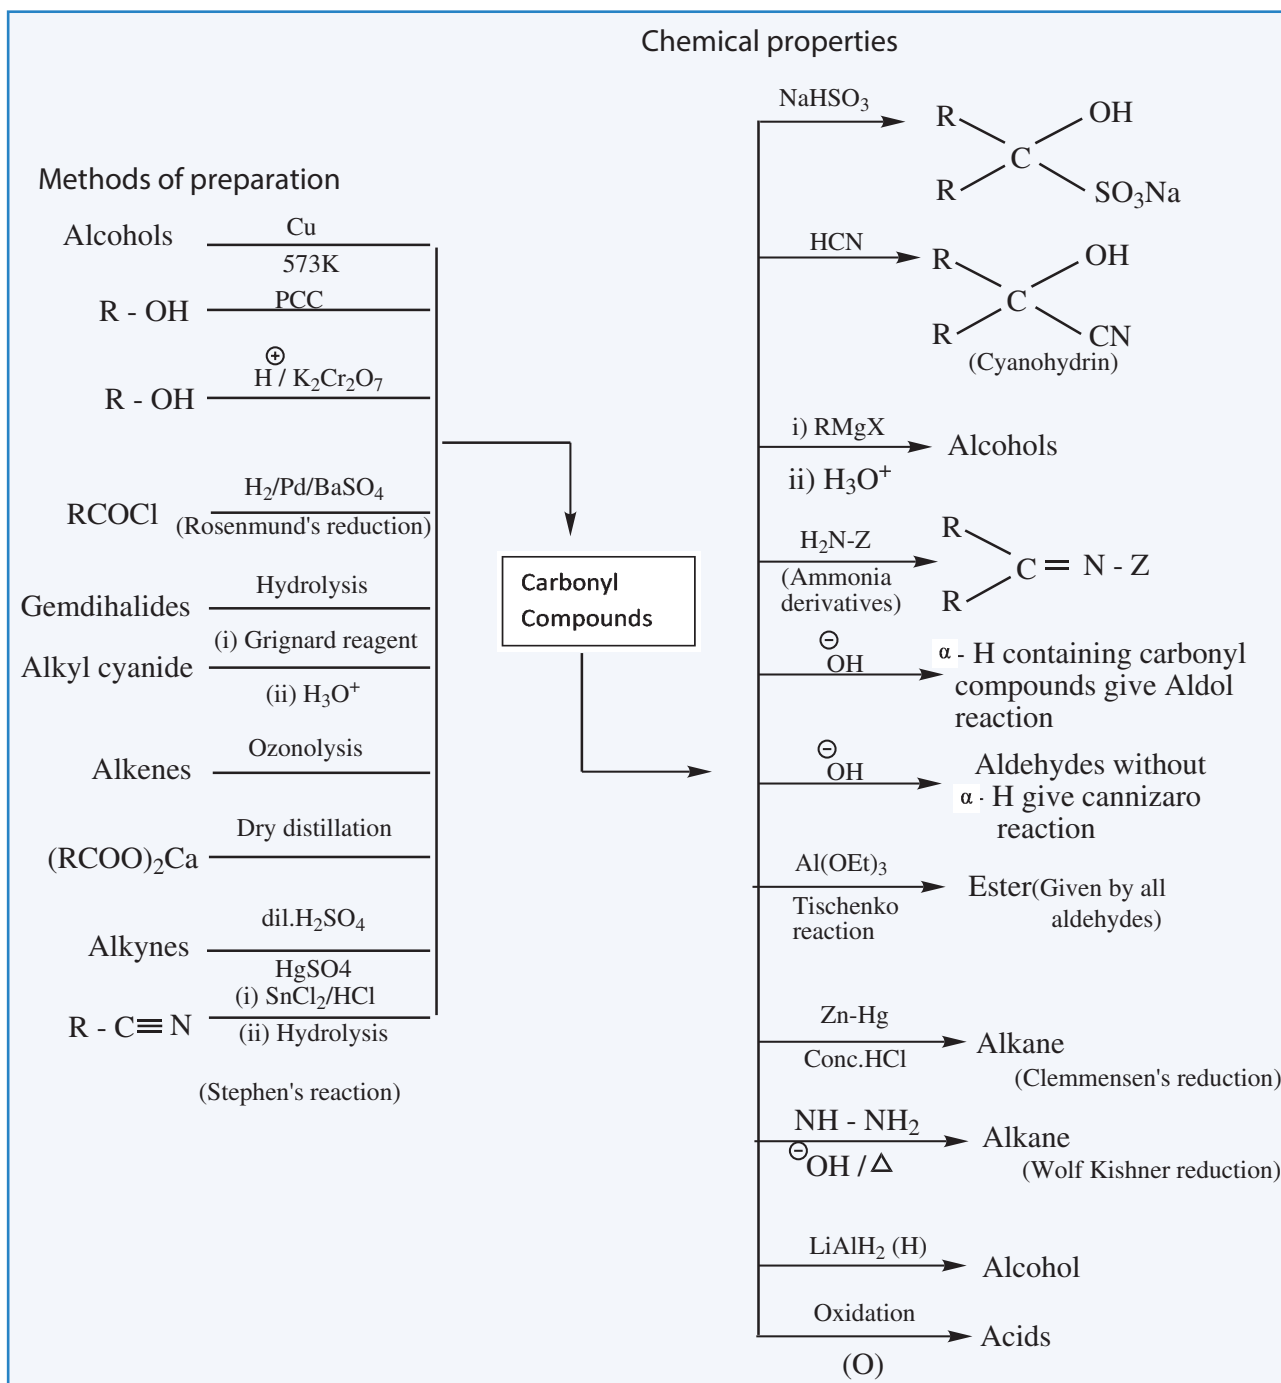 Chemical properties
Methods of preparation
Alcohols
Cu
573K
R - OH
PCC
R - OH
H⊕ / K₂Cr₂O₇
RCOCl
H₂/Pd/BaSO₄
(Rosenmund's reduction)
Gemdihalides
Hydrolysis
Alkyl cyanide
(i) Grignard reagent
(ii) H₃O⁺
Alkenes
Ozonolysis
(RCOO)₂Ca
Dry distillation
Alkynes
dil.H₂SO₄
HgSO4
R - C≡N
(i) SnCl₂/HCl
(ii) Hydrolysis
(Stephen's reaction)
Carbonyl
Compounds
NaHSO₃
R
OH
C
R
SO₃Na
HCN
R
OH
C
R
CN
(Cyanohydrin)
i) RMgX
ii) H₃O⁺
Alcohols
H₂N-Z
(Ammonia
derivatives)
R
C = N - Z
R
⊖OH
α - H containing carbonyl
compounds give Aldol
reaction
⊖OH
Aldehydes without
α - H give cannizaro
reaction
Al(OEt)₃
Tischenko
reaction
Ester(Given by all
aldehydes)
Zn-Hg
Conc.HCl
Alkane
(Clemmensen's reduction)
NH - NH₂
⊖OH / △
Alkane
(Wolf Kishner reduction)
LiAlH₂ (H)
Alcohol
Oxidation
(O)
Acids